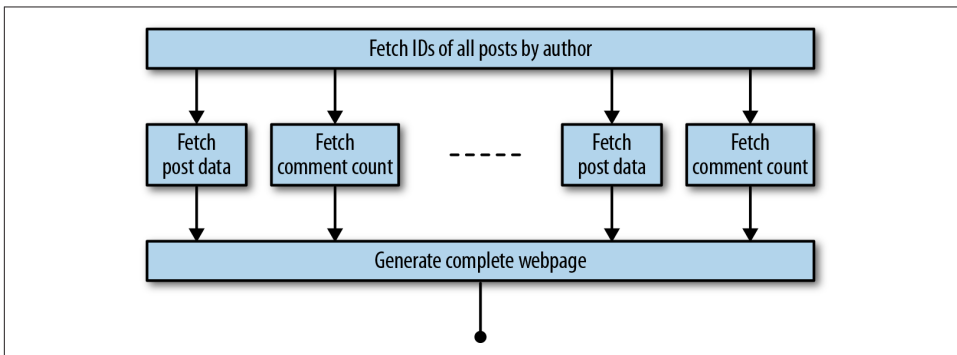 Fetch IDs of all posts by author
Fetch
post data
Fetch
comment count
Fetch
post data
Fetch
comment count
Generate complete webpage